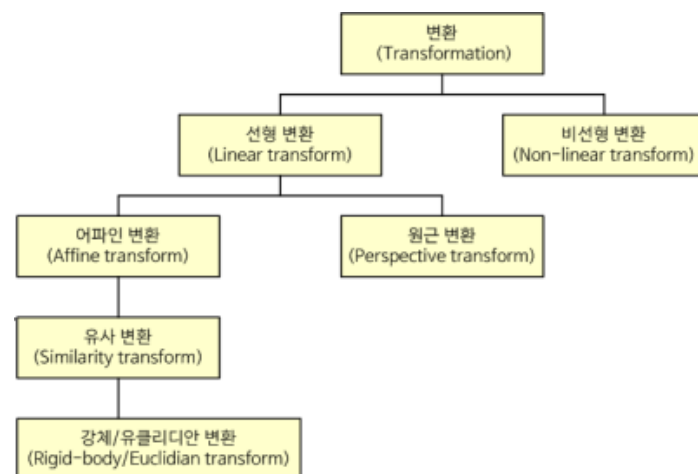 변환
(Transformation)
선형 변환
(Linear transform)
비선형 변환
(Non-linear transform)
어파인 변환
(Affine transform)
원근 변환
(Perspective transform)
유사 변환
(Similarity transform)
강체/유클리디안 변환
(Rigid-body/Euclidian transform)